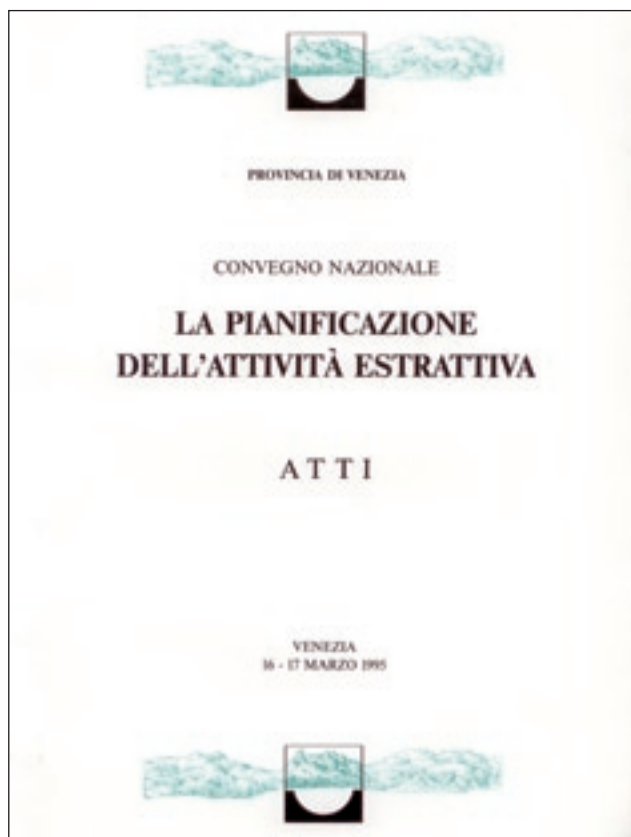 PROVINCIA DI VENEZIA
CONVEGNO NAZIONALE
LA PIANIFICAZIONE
DELL'ATTIVITÀ ESTRATTIVA
ATTI
VENEZIA
16 - 17 MARZO 1995